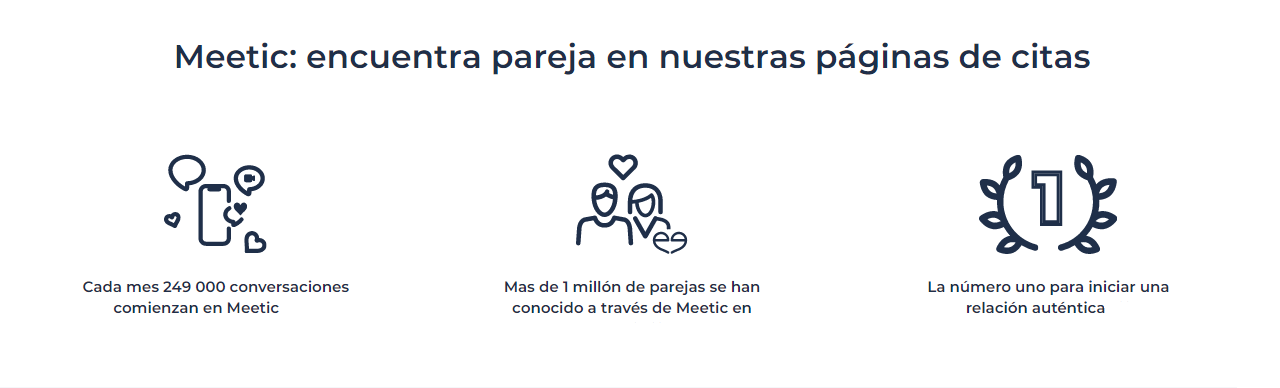 Meetic: encuentra pareja en nuestras páginas de citas
1
Cada mes 249 000 conversaciones
comienzan en Meetic
Mas de 1 millón de parejas se han
conocido a través de Meetic en
La número uno para iniciar una
relación auténtica